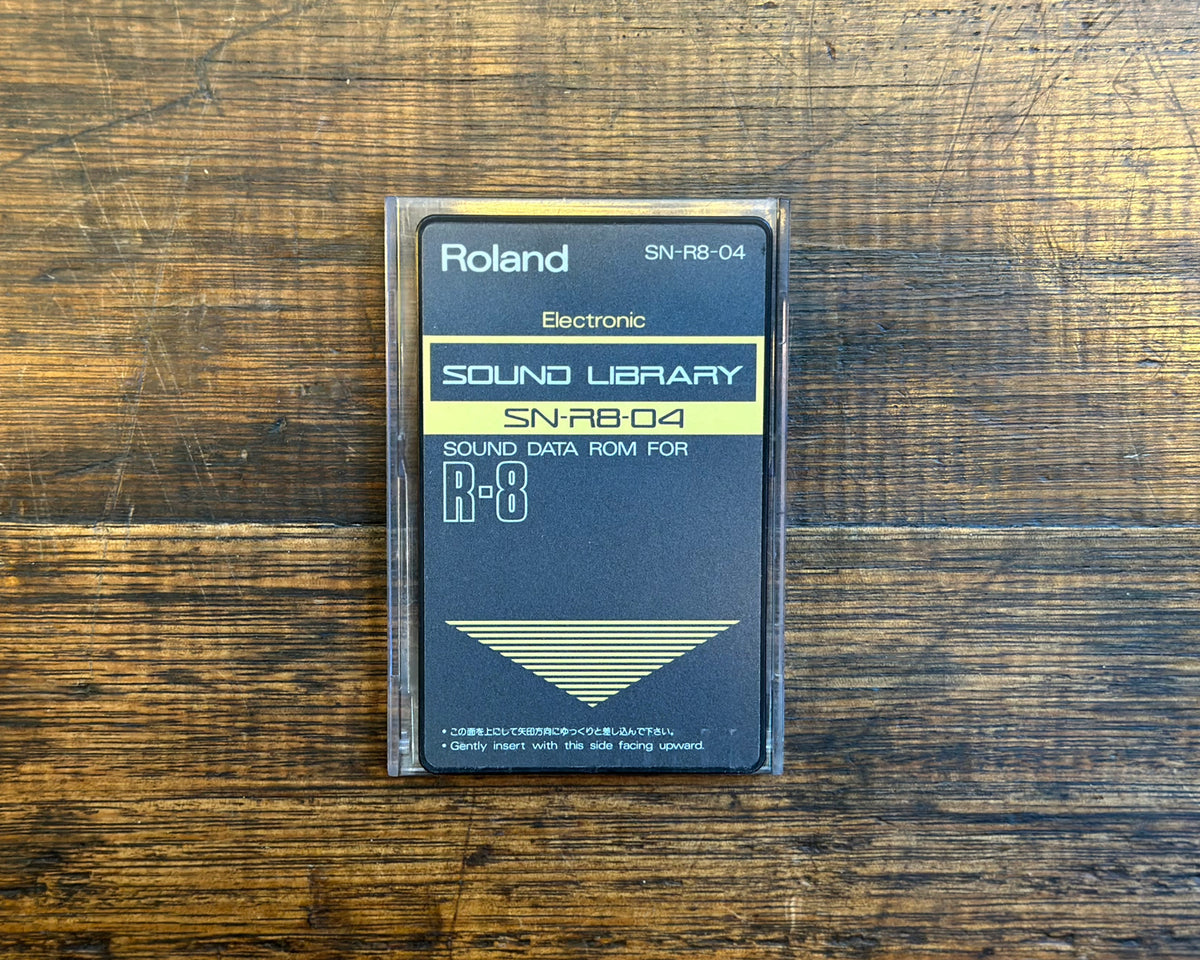 Roland
SN-R8-04
Electronic
SOUND LIBRARY
SN-R8-04
SOUND DATA ROM FOR
R-8
• この面を上にして矢印方向にゆっくりと差し込んで下さい。
• Gently insert with this side facing upward.